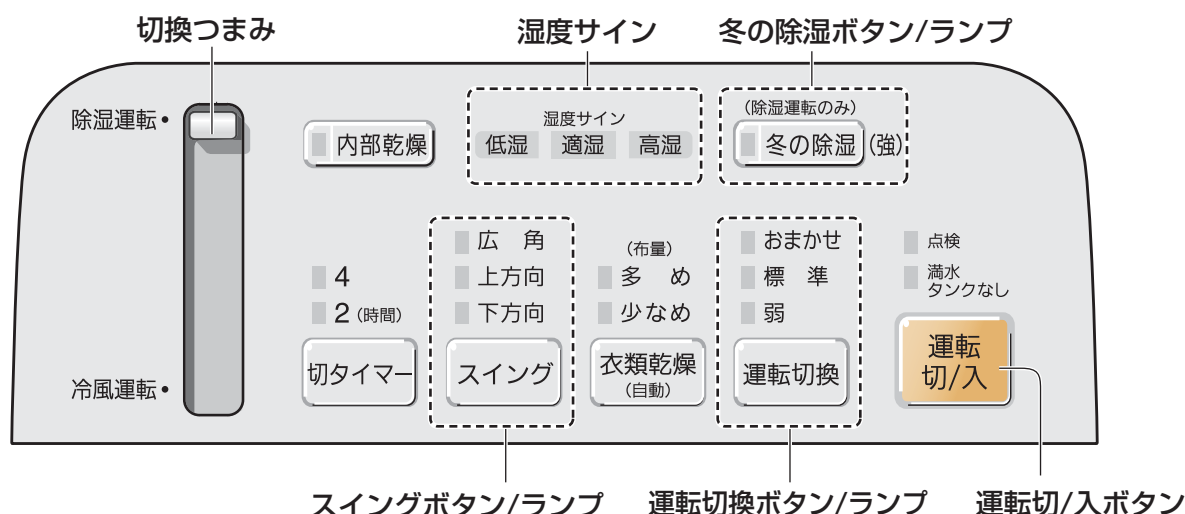 切換つまみ
湿度サイン
冬の除湿ボタン/ランプ
除湿運転•
内部乾燥
湿度サイン
低湿 適湿 高湿
(除湿運転のみ)
冬の除湿 (強)
4
2 (時間)
切タイマー
広 角
上方向
下方向
スイング
(布量)
多 め
少なめ
衣類乾燥
(自動)
おまかせ
標 準
弱
運転切換
点検
満水
タンクなし
運転
切/入
冷風運転•
スイングボタン/ランプ
運転切換ボタン/ランプ
運転切/入ボタン